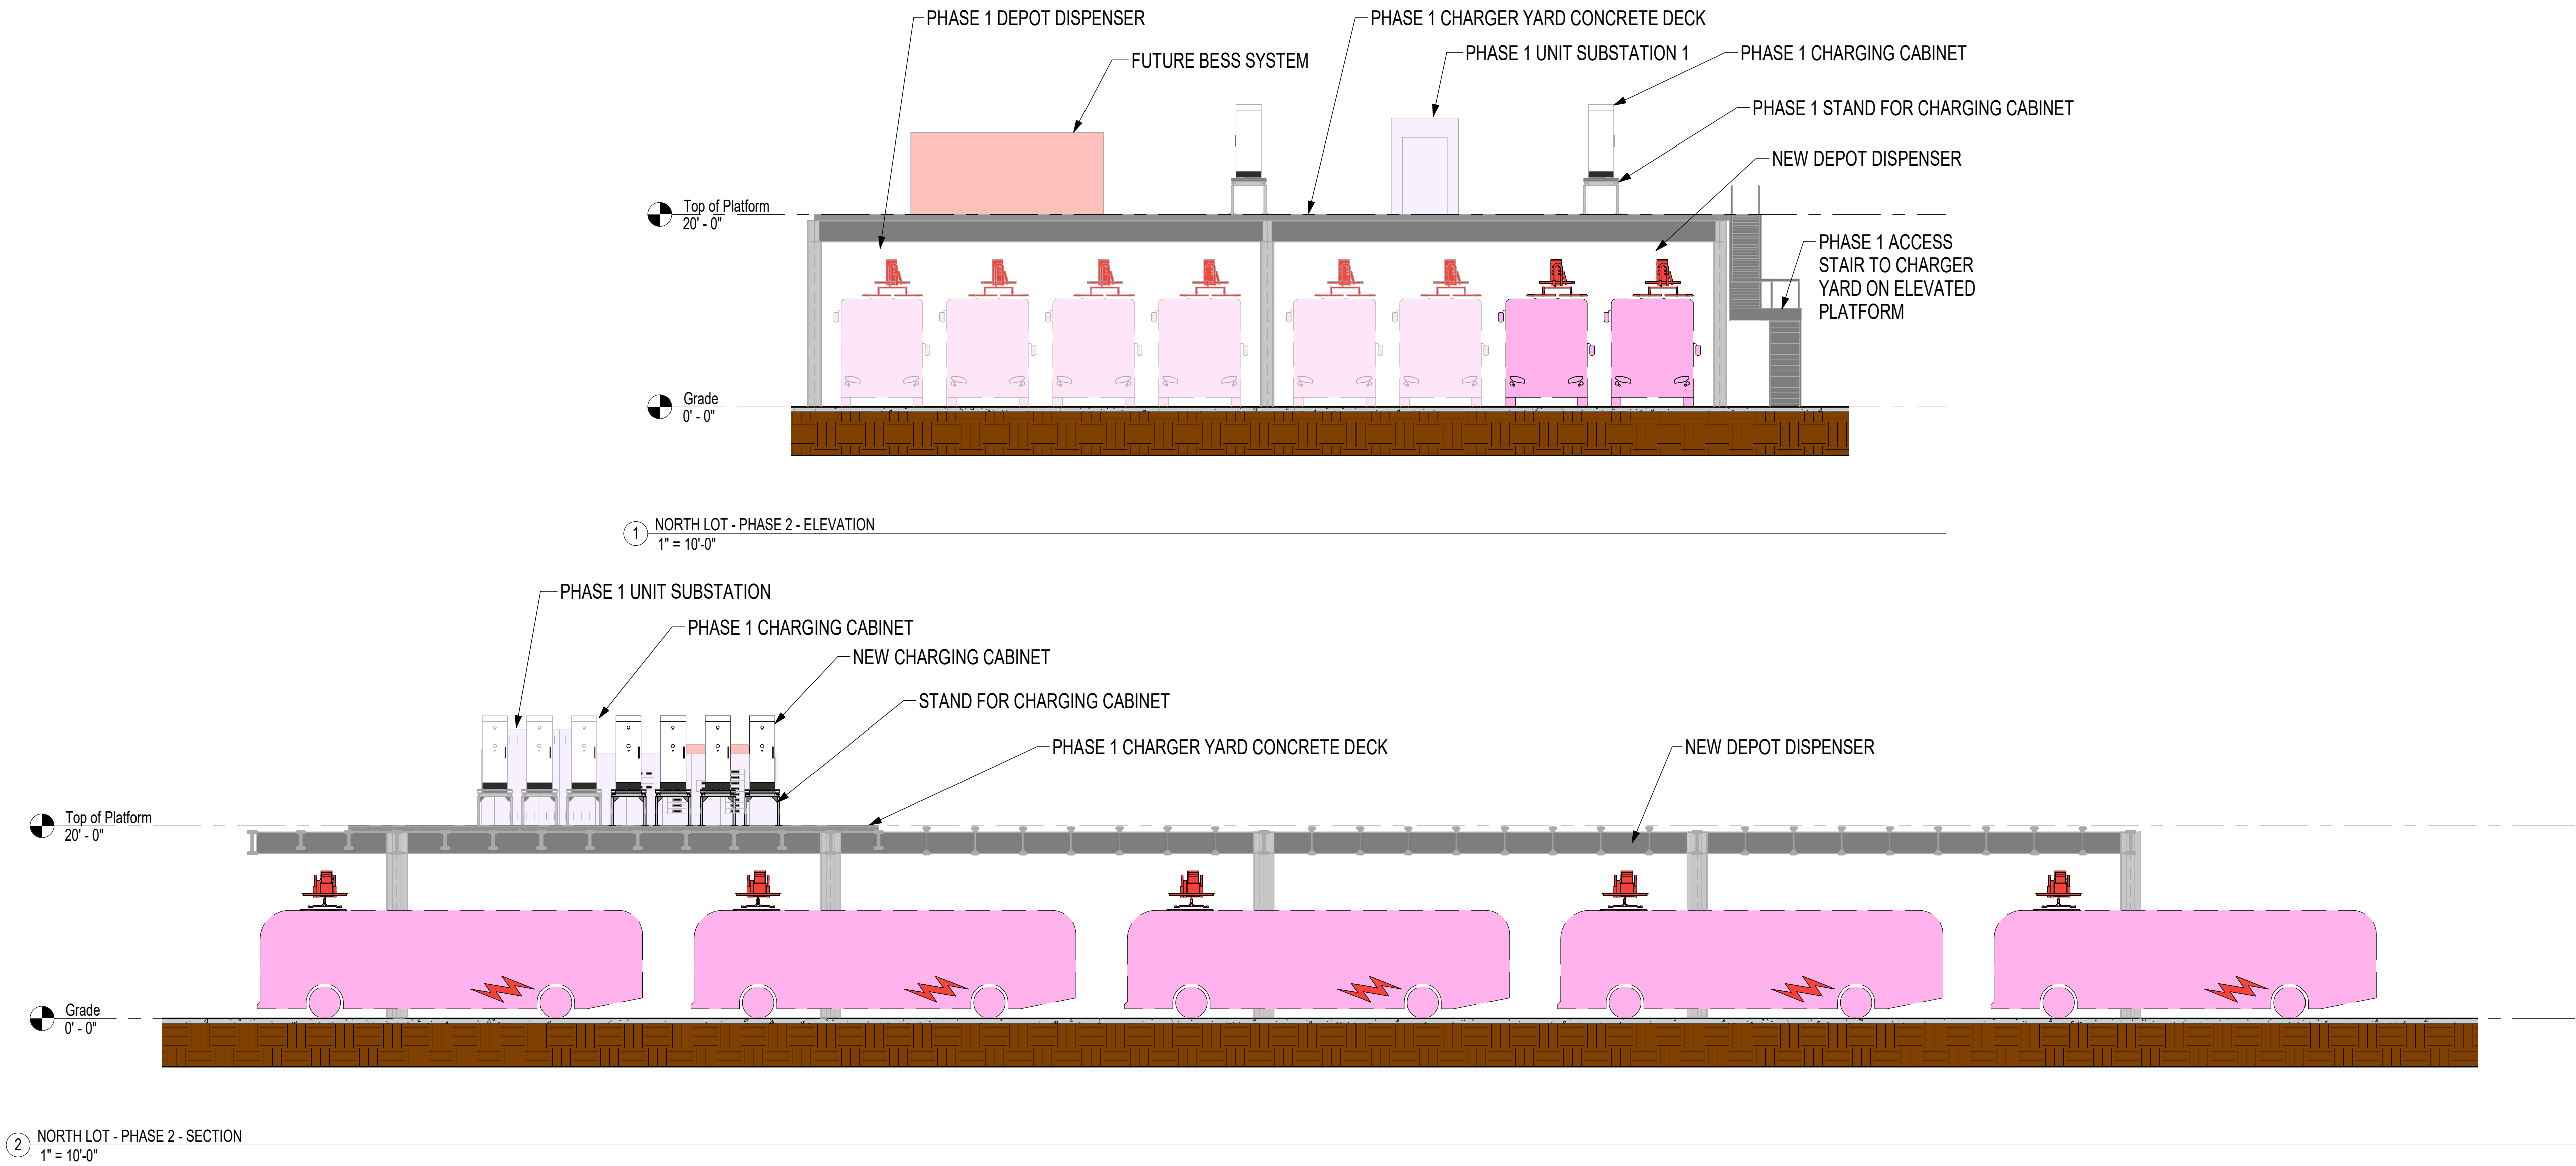 PHASE 1 DEPOT DISPENSER
PHASE 1 CHARGER YARD CONCRETE DECK
FUTURE BESS SYSTEM
PHASE 1 UNIT SUBSTATION 1
PHASE 1 CHARGING CABINET
PHASE 1 STAND FOR CHARGING CABINET
NEW DEPOT DISPENSER
Top of Platform
20' - 0"
PHASE 1 ACCESS
STAIR TO CHARGER
YARD ON ELEVATED
PLATFORM
Grade
0' - 0"
1
NORTH LOT - PHASE 2 - ELEVATION
1" = 10'-0"
PHASE 1 UNIT SUBSTATION
PHASE 1 CHARGING CABINET
NEW CHARGING CABINET
STAND FOR CHARGING CABINET
PHASE 1 CHARGER YARD CONCRETE DECK
NEW DEPOT DISPENSER
Top of Platform
20' - 0"
Grade
0' - 0"
2
NORTH LOT - PHASE 2 - SECTION
1" = 10'-0"